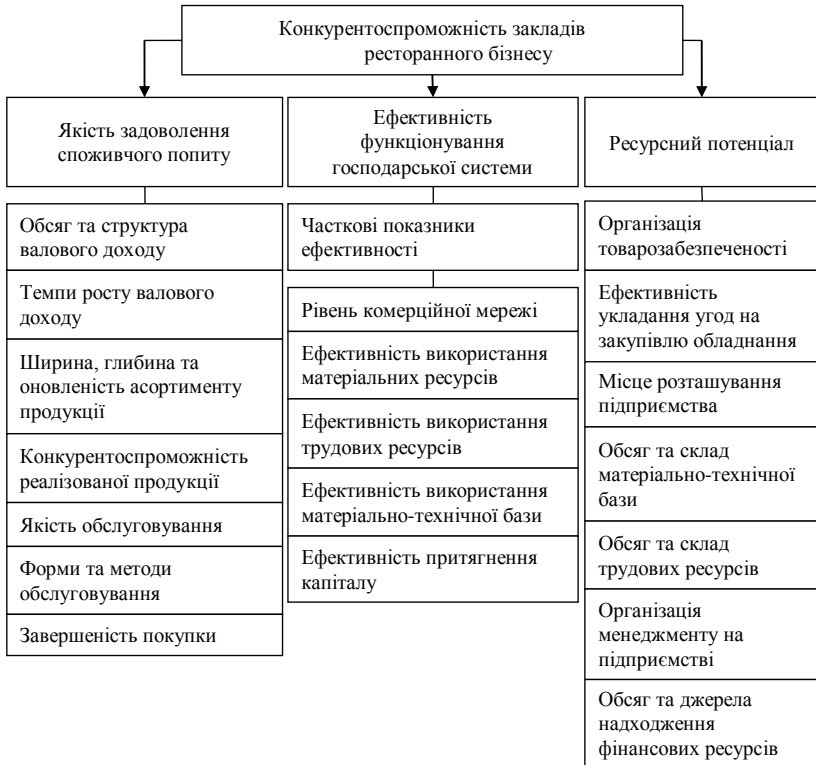 Конкурентоспроможність закладів
ресторанного бізнесу
Якість задоволення
споживчого попиту
Обсяг та структура
валового доходу
Темпи росту валового
доходу
Ширина, глибина та
оновленість асортименту
продукції
Конкурентоспроможність
реалізованої продукції
Якість обслуговування
Форми та методи
обслуговування
Завершеність покупки
Ефективність
функціонування
господарської системи
Часткові показники
ефективності
Рівень комерційної мережі
Ефективність використання
матеріальних ресурсів
Ефективність використання
трудових ресурсів
Ефективність використання
матеріально-технічної бази
Ефективність притягнення
капіталу
Ресурсний потенціал
Організація
товарозабезпеченості
Ефективність
укладання угод на
закупівлю обладнання
Місце розташування
підприємства
Обсяг та склад
матеріально-технічної
бази
Обсяг та склад
трудових ресурсів
Організація
менеджменту на
підприємстві
Обсяг та джерела
надходження
фінансових ресурсів